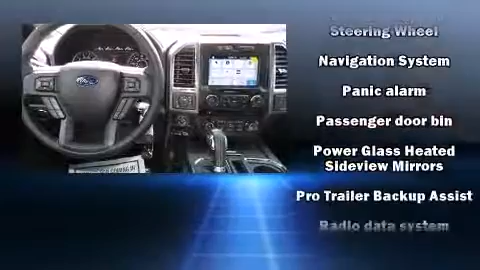 Steering Wheel
Navigation System
Panic alarm
Passenger door bin
Power Glass Heated
Sideview Mirrors
Pro Trailer Backup Assist
Radio data system
Ford